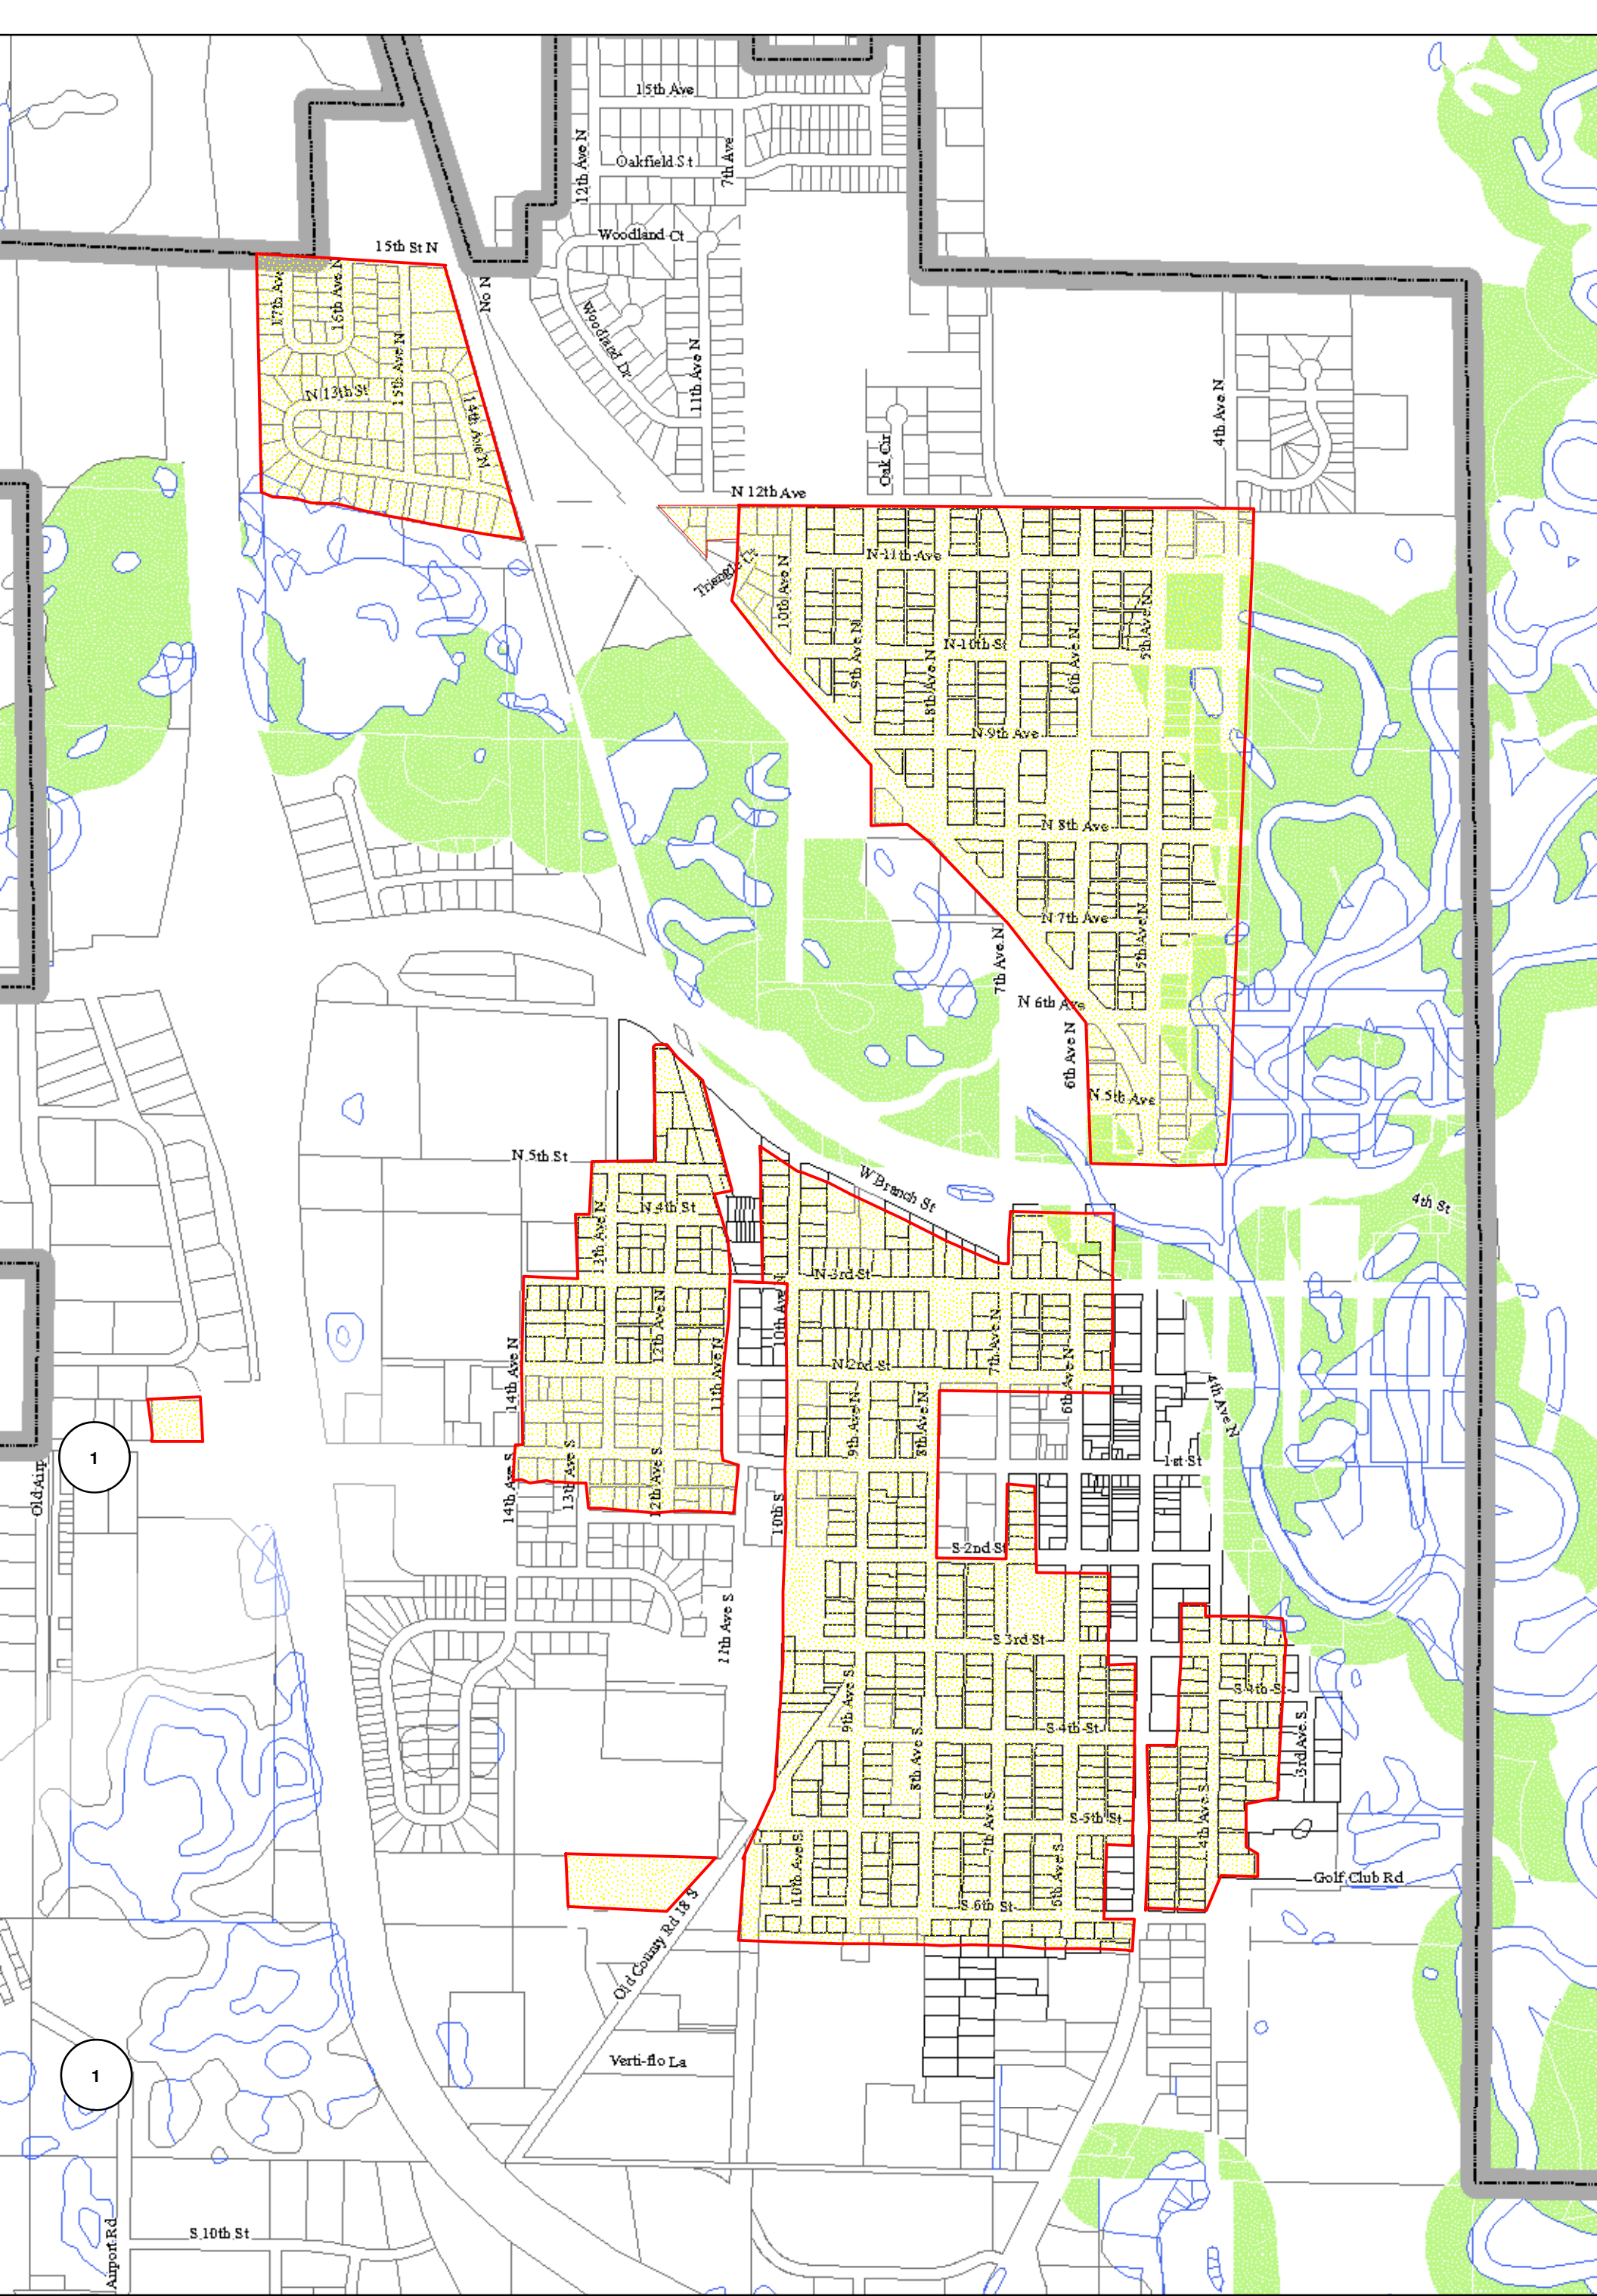 15th Ave
12th Ave N
Oakfield St
7th Ave
Woodland Ct
15th St N
17th Ave
16th Ave N
No N
Woodland Dr
11th Ave N
15th Ave N
N 13th St
14th Ave N
4th Ave N
Oak Cir
N 12th Ave
N 11th Ave
Triangle
10th Ave N
5th Ave N
9th Ave N
N 10th St
6th Ave N
8th Ave N
N 9th Ave
N 8th Ave
N 7th Ave
5th Ave N
7th Ave N
N 6th Ave
6th Ave N
N 5th Ave
N 5th St
W Branch St
4th St
N 4th St
13th Ave N
N 3rd St
10th Ave N
12th Ave N
7th Ave N
N 2nd St
14th Ave N
11th Ave N
6th Ave N
4th Ave N
9th Ave N
8th Ave N
1
1st St
Old Airp
14th Ave S
13th Ave S
12th Ave S
10th S
S 2nd St
11th Ave S
S 3rd St
9th Ave S
S 4th St
S 4th St
3rd Ave S
8th Ave S
7th Ave S
S 5th St
4th Ave S
10th Ave S
6th Ave S
Golf Club Rd
S 6th St
Old County Rd 18 S
Verti-flo La
1
S 10th St
Airport Rd